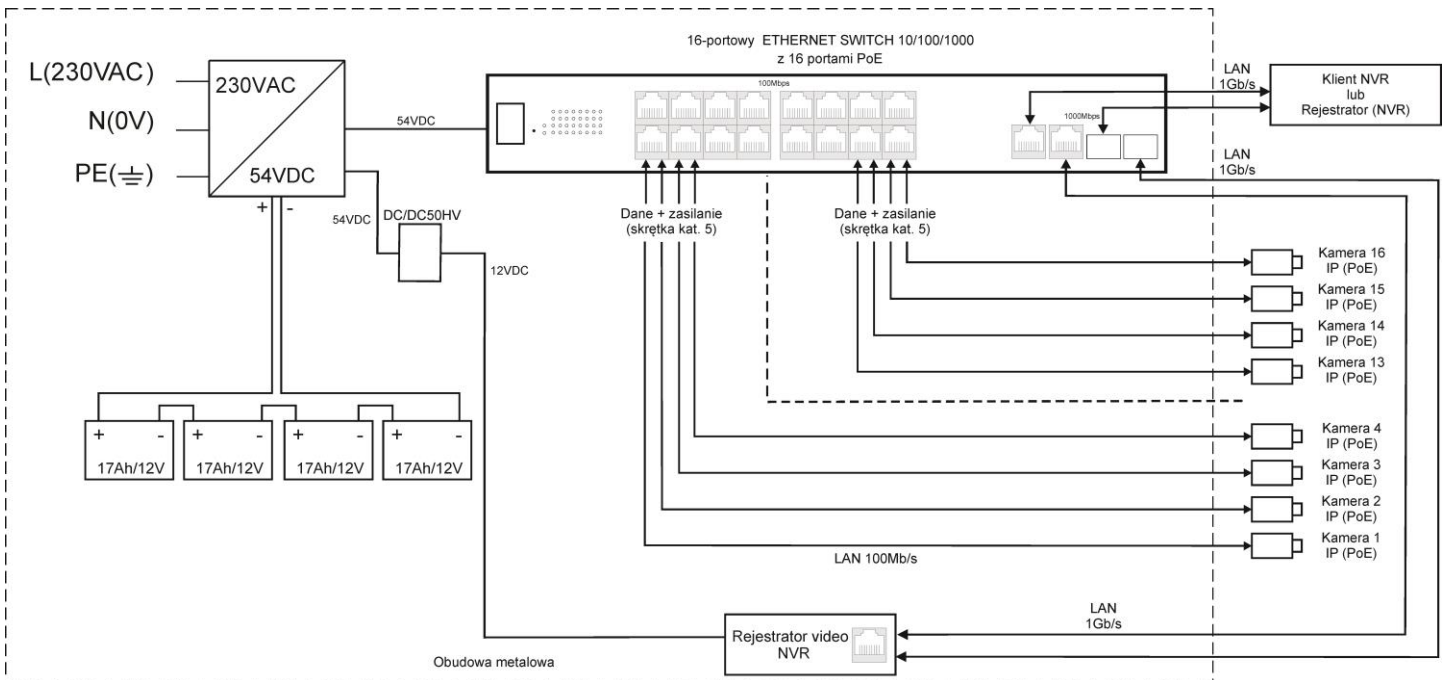 16-portowy ETHERNET SWITCH 10/100/1000
z 16 portami PoE
L(230VAC)
N(0V)
PE(⏚)
230VAC
54VDC
+ -
54VDC
54VDC
DC/DC50HV
12VDC
100Mbps
1000Mbps
LAN
1Gb/s
Klient NVR
lub
Rejestrator (NVR)
LAN
1Gb/s
Dane + zasilanie
(skrętka kat. 5)
Dane + zasilanie
(skrętka kat. 5)
Kamera 16
IP (PoE)
Kamera 15
IP (PoE)
Kamera 14
IP (PoE)
Kamera 13
IP (PoE)
Kamera 4
IP (PoE)
Kamera 3
IP (PoE)
Kamera 2
IP (PoE)
Kamera 1
IP (PoE)
LAN 100Mb/s
+ -
17Ah/12V
+ -
17Ah/12V
+ -
17Ah/12V
+ -
17Ah/12V
LAN
1Gb/s
Rejestrator video
NVR
Obudowa metalowa